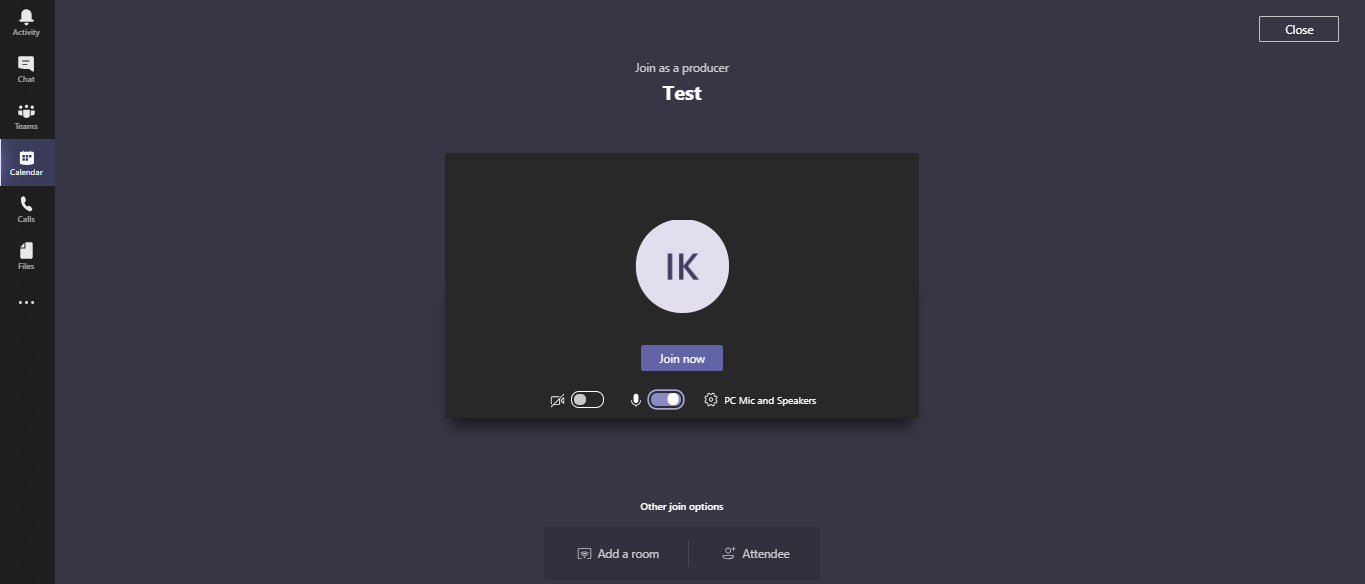 Activity
Chat
Teams
Calendar
Calls
Files
Close
Join as a producer
Test
IK
Join now
PC Mic and Speakers
Other join options
Add a room
Attendee